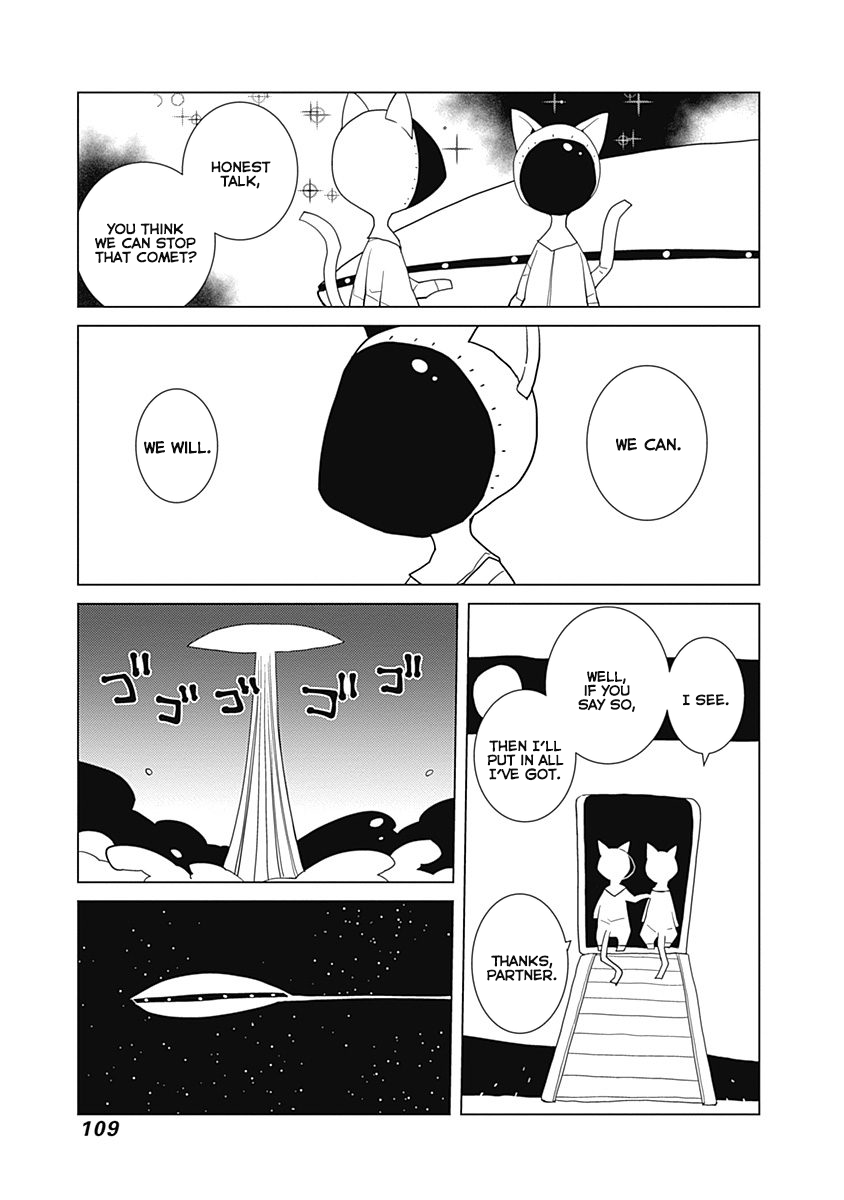 HONEST
TALK,
YOU THINK
WE CAN STOP
THAT COMET?
WE CAN.
WE WILL.
I SEE.
WELL,
IF YOU
SAY SO,
THEN I'LL
PUT IN ALL
I'VE GOT.
THANKS,
PARTNER.
ゴゴゴゴゴ
109